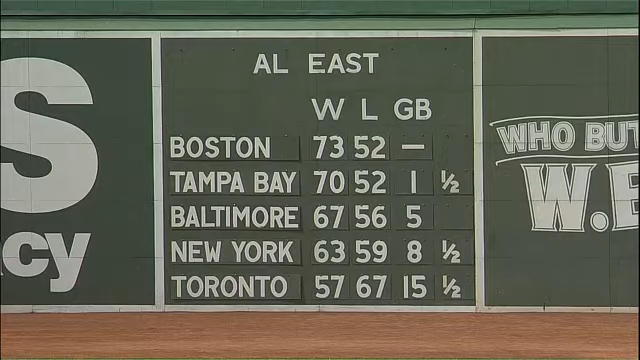 S
cy
AL EAST
W L GB
BOSTON 73 52 —
TAMPA BAY 70 52 1 ½
BALTIMORE 67 56 5
NEW YORK 63 59 8 ½
TORONTO 57 67 15 ½
WHO BUT
W.B